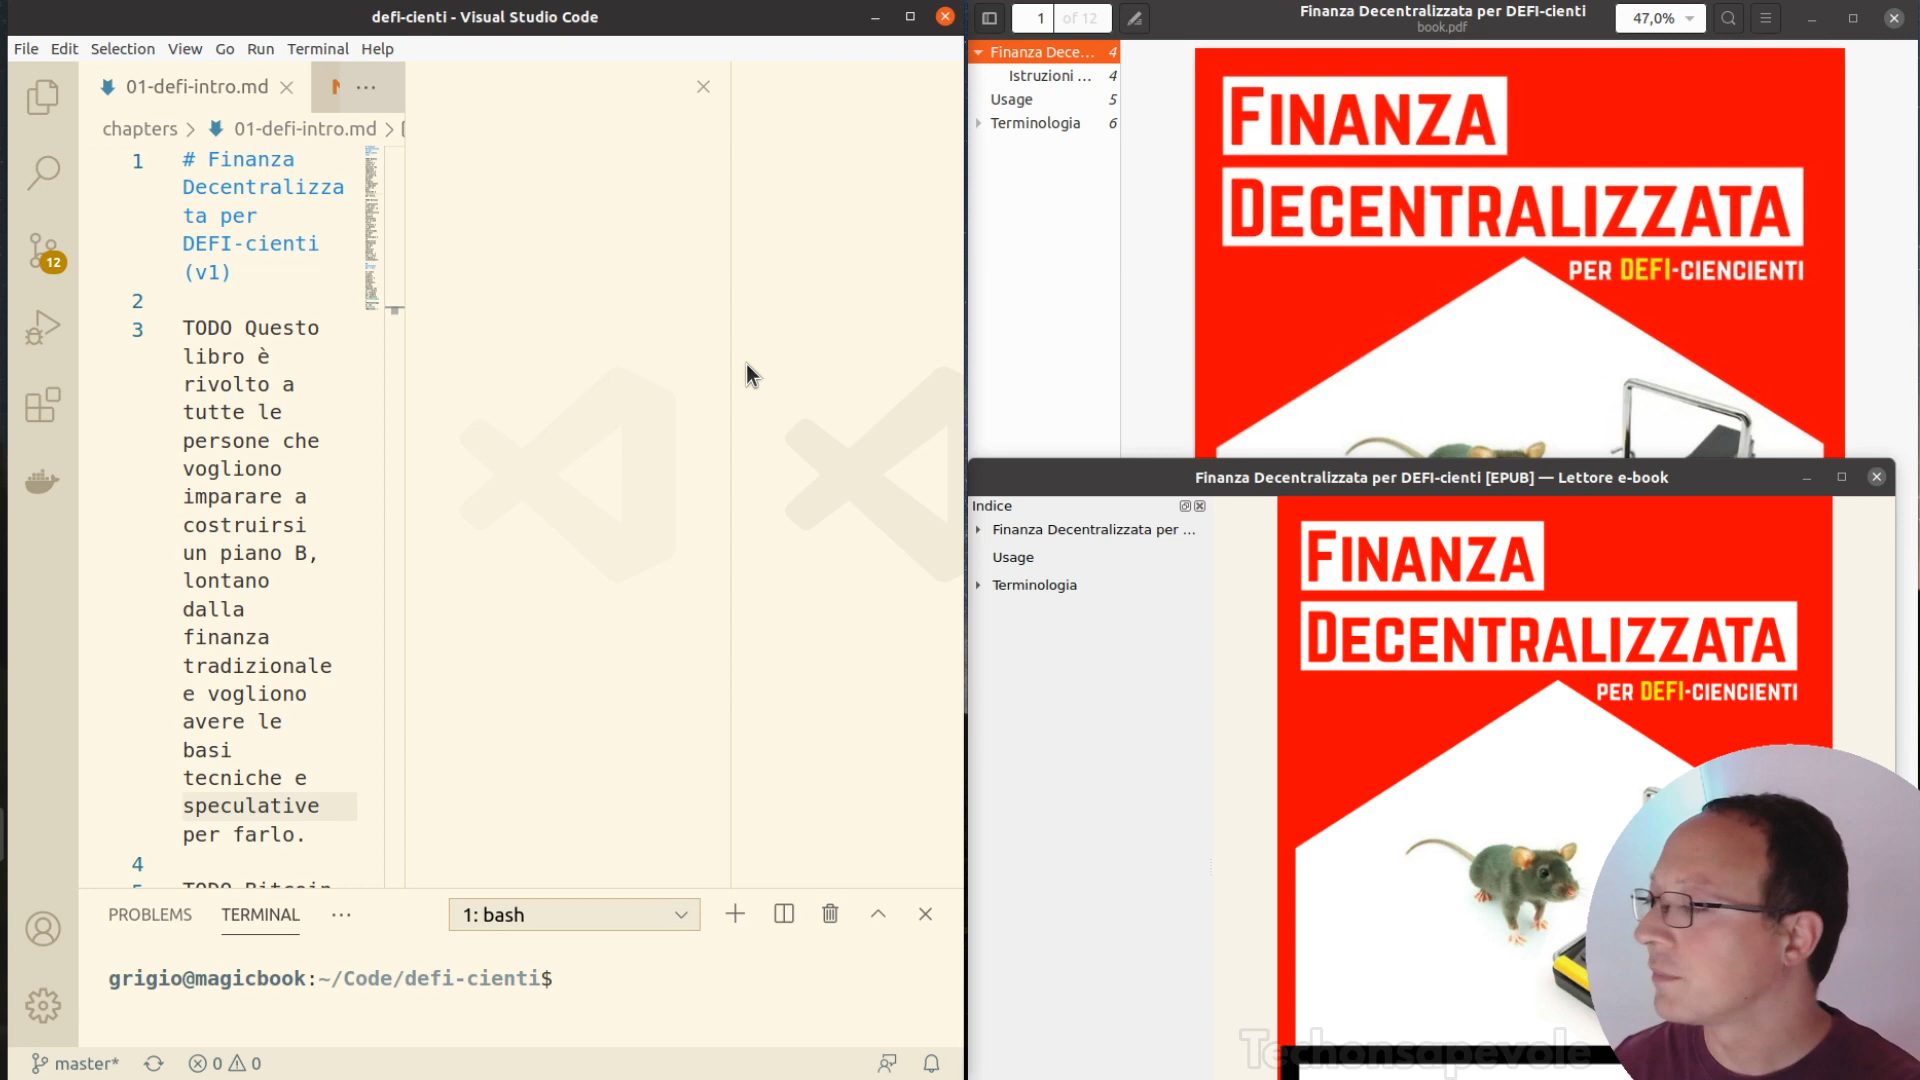 defi-cienti - Visual Studio Code
File Edit Selection View Go Run Terminal Help
01-defi-intro.md
chapters > 01-defi-intro.md >
1 # Finanza
Decentralizza
ta per
DEFI-cienti
(v1)
2
3 TODO Questo
libro è
rivolto a
tutte le
persone che
vogliono
imparare a
costruirsi
un piano B,
lontano
dalla
finanza
tradizionale
e vogliono
avere le
basi
tecniche e
speculative
per farlo.
4
TODO Bitcoin
12
PROBLEMS TERMINAL ... 1: bash
grigio@magicbook:~/Code/defi-cienti$
master* 0 0
1 of 12
Finanza Decentralizzata per DEFI-cienti
book.pdf
47,0%
Finanza Dece... 4
Istruzioni ... 4
Usage 5
Terminologia 6
FINANZA
DECENTRALIZZATA
PER DEFI-CIENCIENTI
Finanza Decentralizzata per DEFI-cienti [EPUB] — Lettore e-book
Indice
Finanza Decentralizzata per ...
Usage
Terminologia
FINANZA
DECENTRALIZZATA
PER DEFI-CIENCIENTI
Techonsapevole